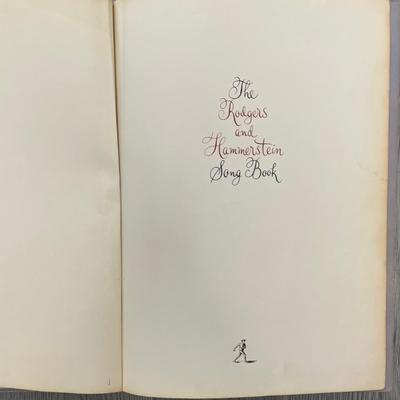 The
Rodgers
and
Hammerstein
Song Book